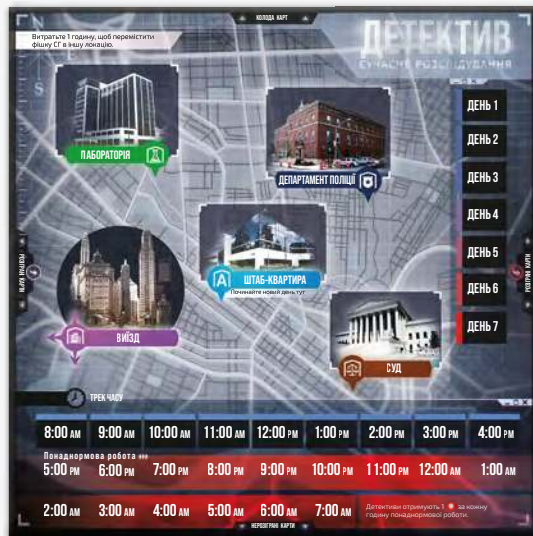 КОЛОДА КАРТ
N
Витратьте 1 годину, щоб перемістити
фішку СГ в іншу локацію.
ДЕТЕКТИВ
СУЧАСНЕ РОЗСЛІДУВАННЯ
S
ДЕНЬ 1
ДЕНЬ 2
ДЕНЬ 3
ДЕНЬ 4
ДЕНЬ 5
ДЕНЬ 6
ДЕНЬ 7
ЛАБОРАТОРІЯ
ДЕПАРТАМЕНТ ПОЛІЦІЇ
A ШТАБ-КВАРТИРА
Починайте новий день тут
ВИЇЗД
СУД
РОЗІГРАНІ КАРТИ
ТРЕК ЧАСУ
8:00 AM 9:00 AM 10:00 AM 11:00 AM 12:00 PM 1:00 PM 2:00 PM 3:00 PM 4:00 PM
Понаднормова робота »»»
5:00 PM 6:00 PM 7:00 PM 8:00 PM 9:00 PM 10:00 PM 11:00 PM 12:00 AM 1:00 AM
2:00 AM 3:00 AM 4:00 AM 5:00 AM 6:00 AM 7:00 AM
Детективи отримують 1 за кожну
годину понаднормової роботи.
НЕРОЗІГРАНІ КАРТИ